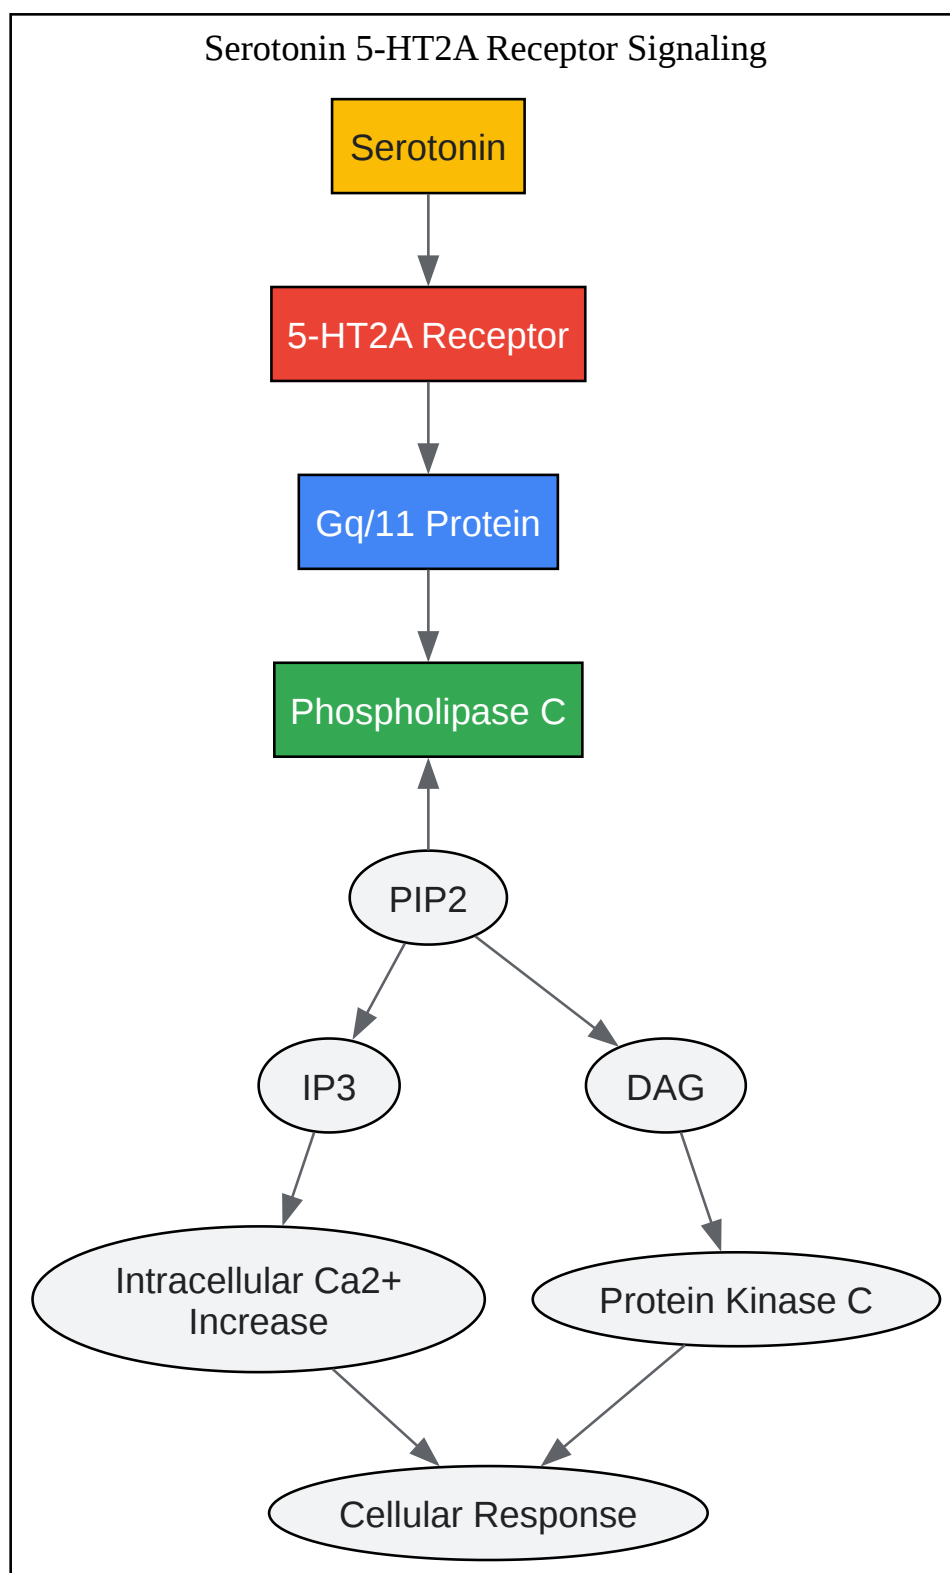 Serotonin 5-HT2A Receptor Signaling
Serotonin
5-HT2A Receptor
Gq/11 Protein
Phospholipase C
PIP2
IP3
DAG
Intracellular Ca2+
Increase
Protein Kinase C
Cellular Response